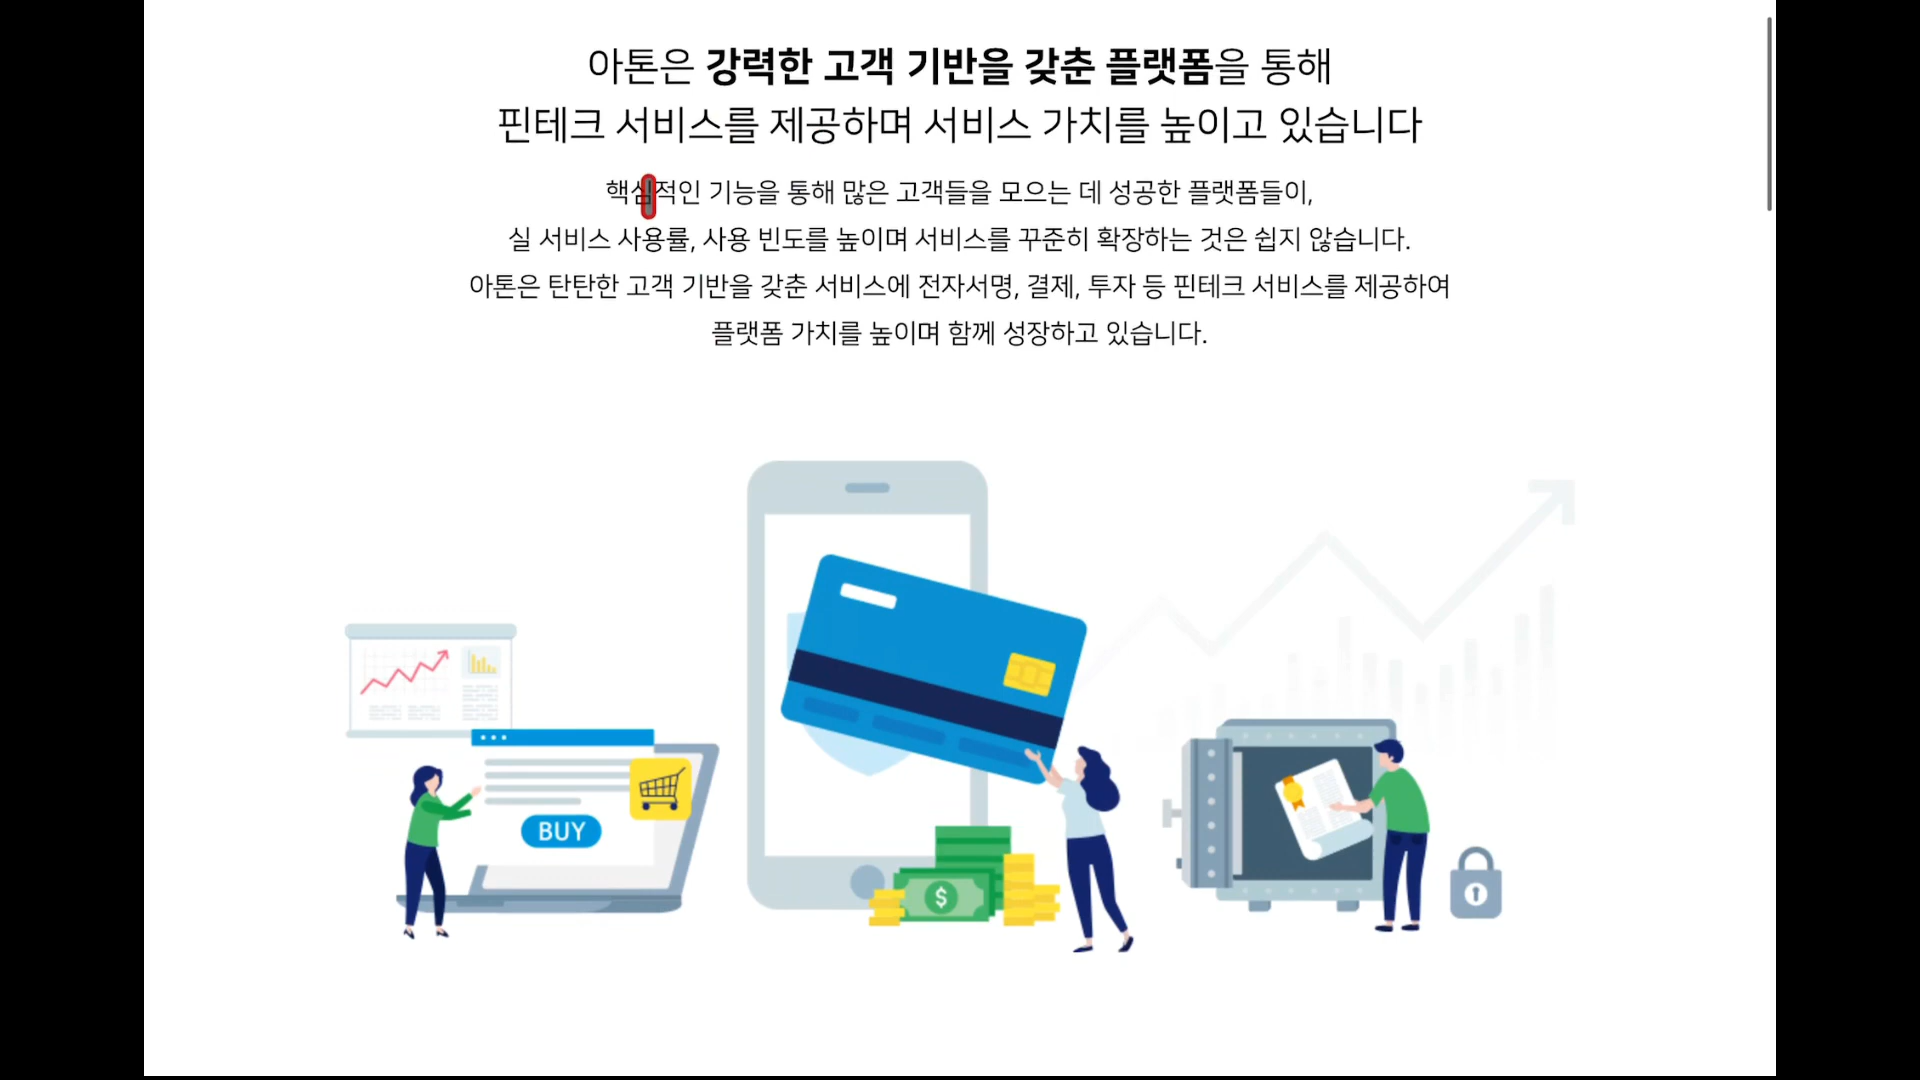 아톤은 강력한 고객 기반을 갖춘 플랫폼을 통해
핀테크 서비스를 제공하며 서비스 가치를 높이고 있습니다
핵심적인 기능을 통해 많은 고객들을 모으는 데 성공한 플랫폼들이,
실 서비스 사용률, 사용 빈도를 높이며 서비스를 꾸준히 확장하는 것은 쉽지 않습니다.
아톤은 탄탄한 고객 기반을 갖춘 서비스에 전자서명, 결제, 투자 등 핀테크 서비스를 제공하여
플랫폼 가치를 높이며 함께 성장하고 있습니다.
BUY
$